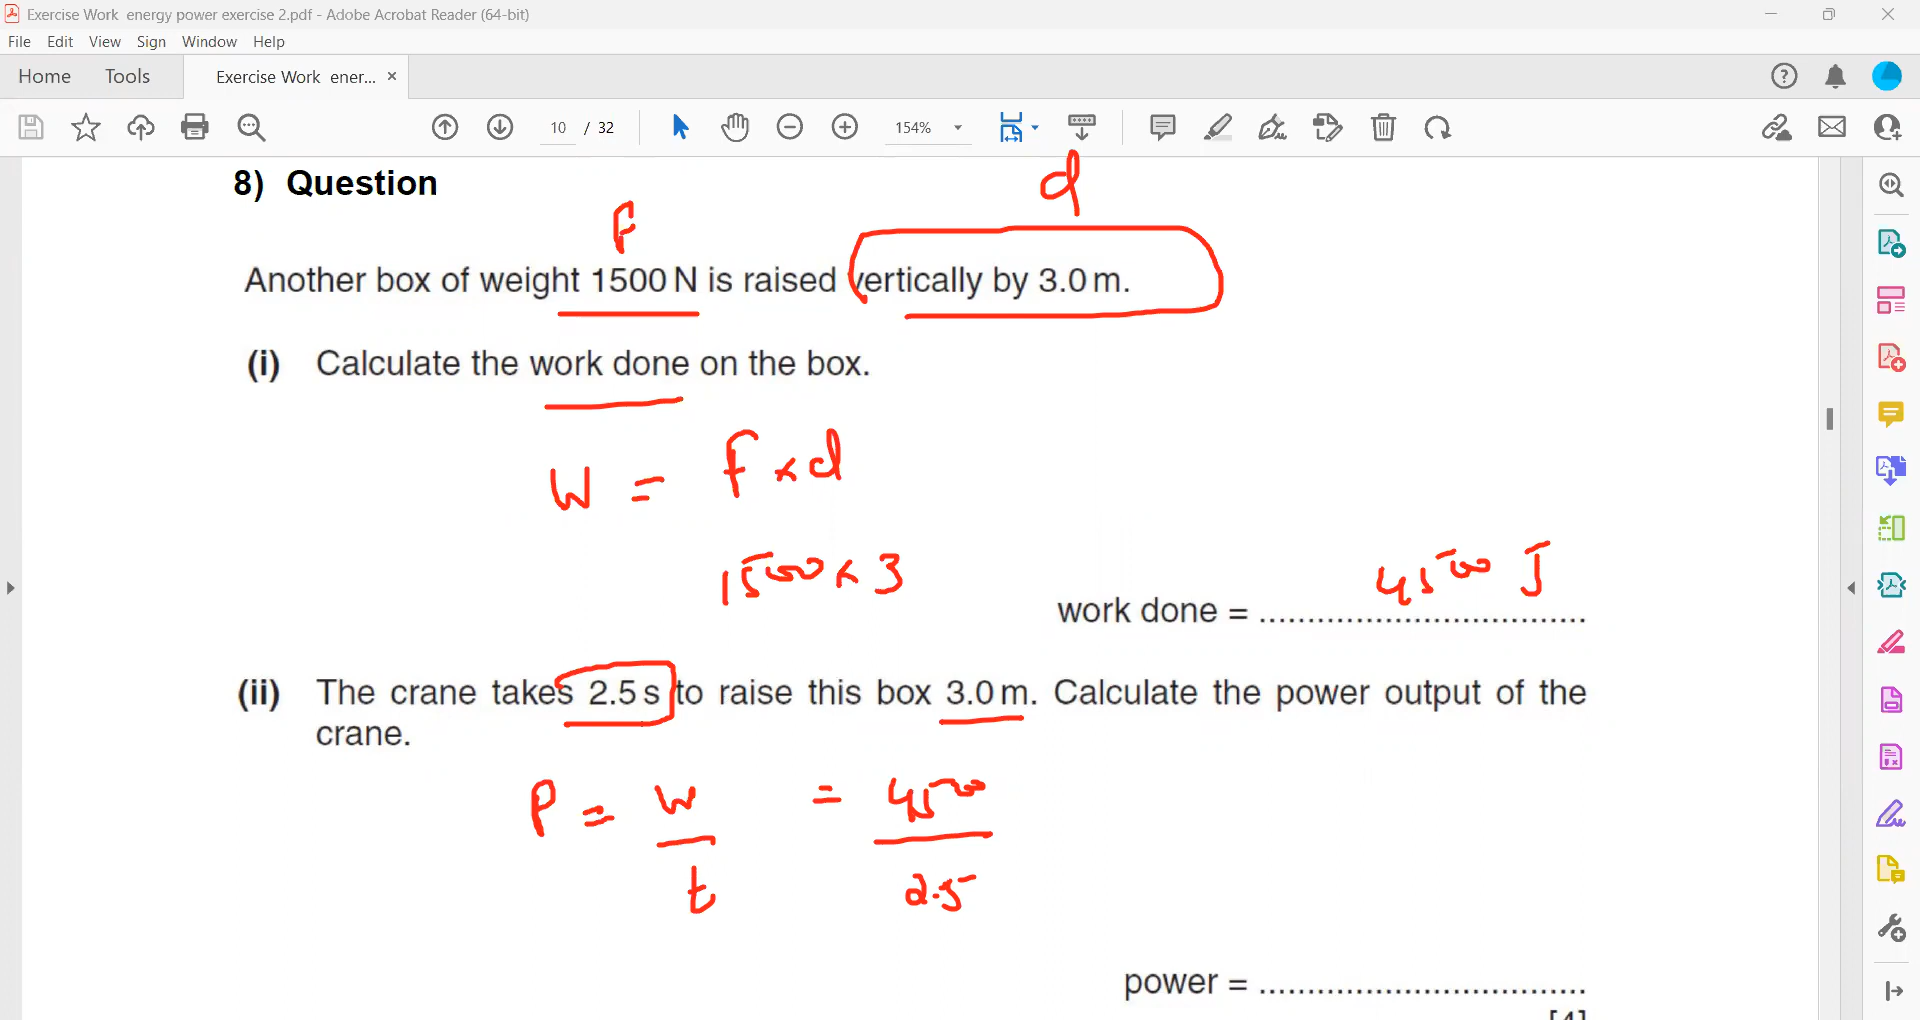 Exercise Work  energy power exercise 2.pdf - Adobe Acrobat Reader (64-bit)
File Edit View Sign Window Help
Home Tools Exercise Work  ener... ×
10 / 32 154%
8) Question
d
F
Another box of weight 1500 N is raised vertically by 3.0 m.
(i) Calculate the work done on the box.
W = F × d
1500 × 3
4500 J
work done = ................................
(ii) The crane takes 2.5 s to raise this box 3.0 m. Calculate the power output of the
crane.
P = W = 4500
t 2.5
power = ................................
[4]